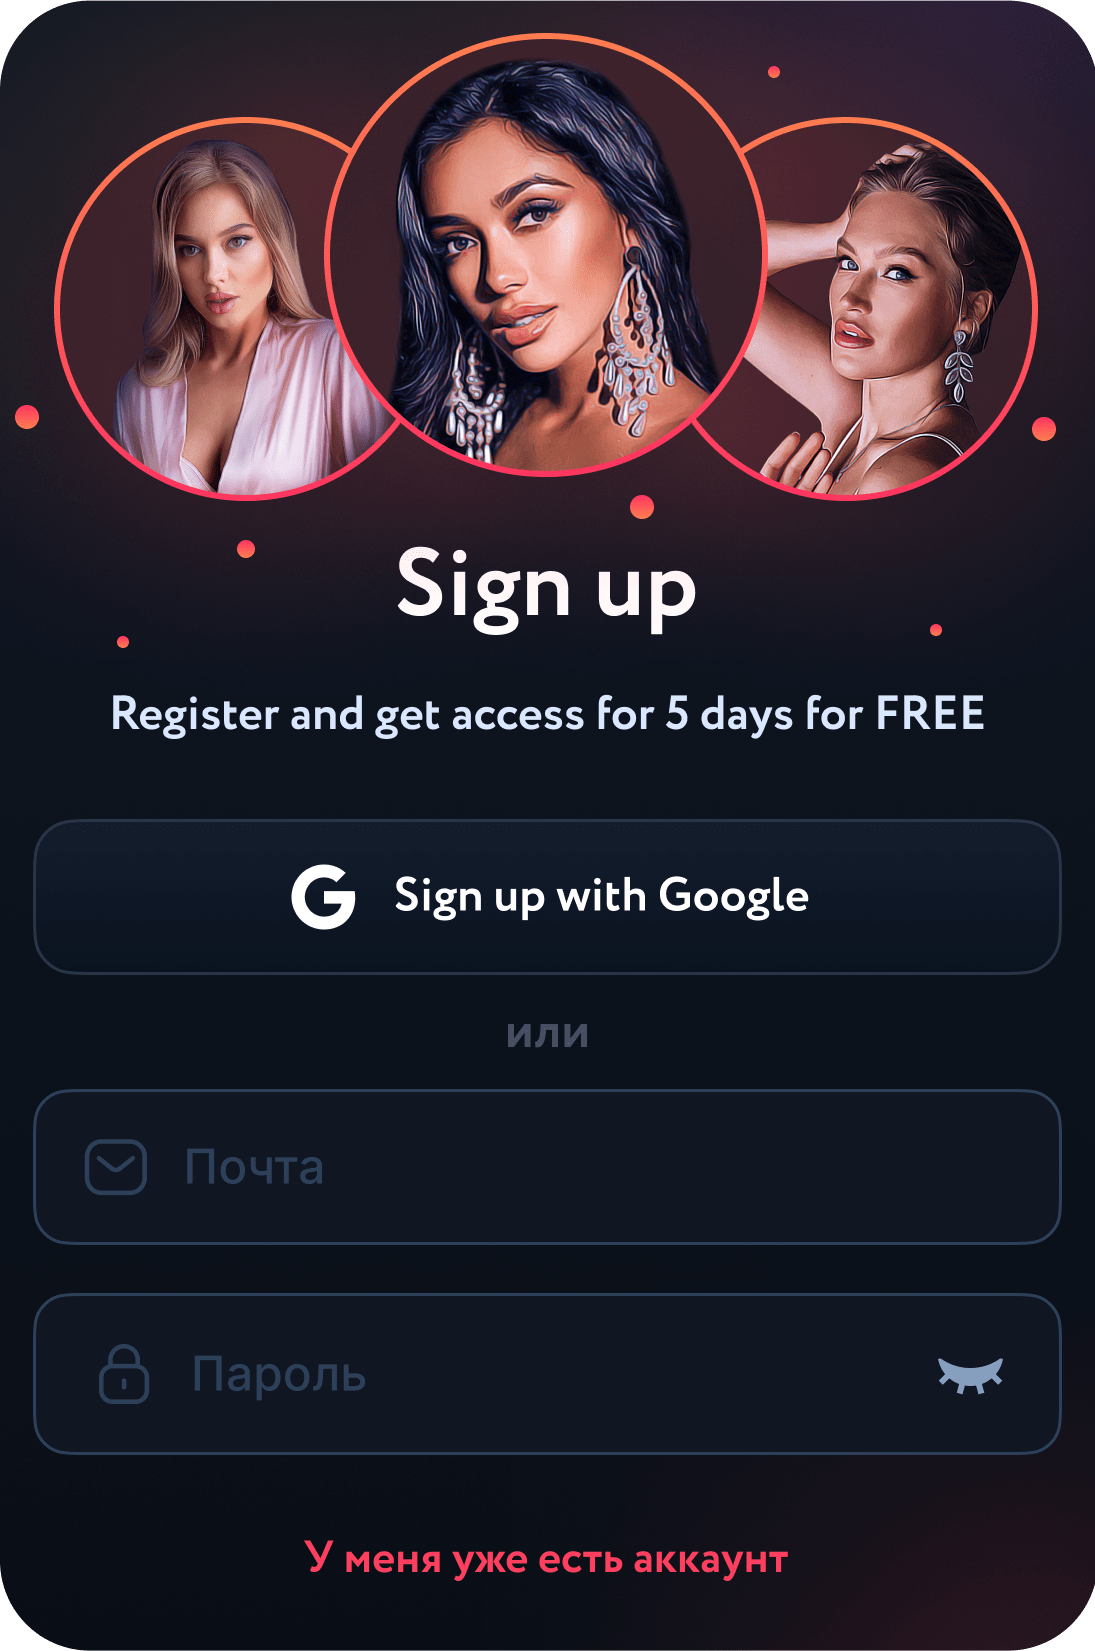 Sign up
Register and get access for 5 days for FREE
Sign up with Google
или
Почта
Пароль
У меня уже есть аккаунт